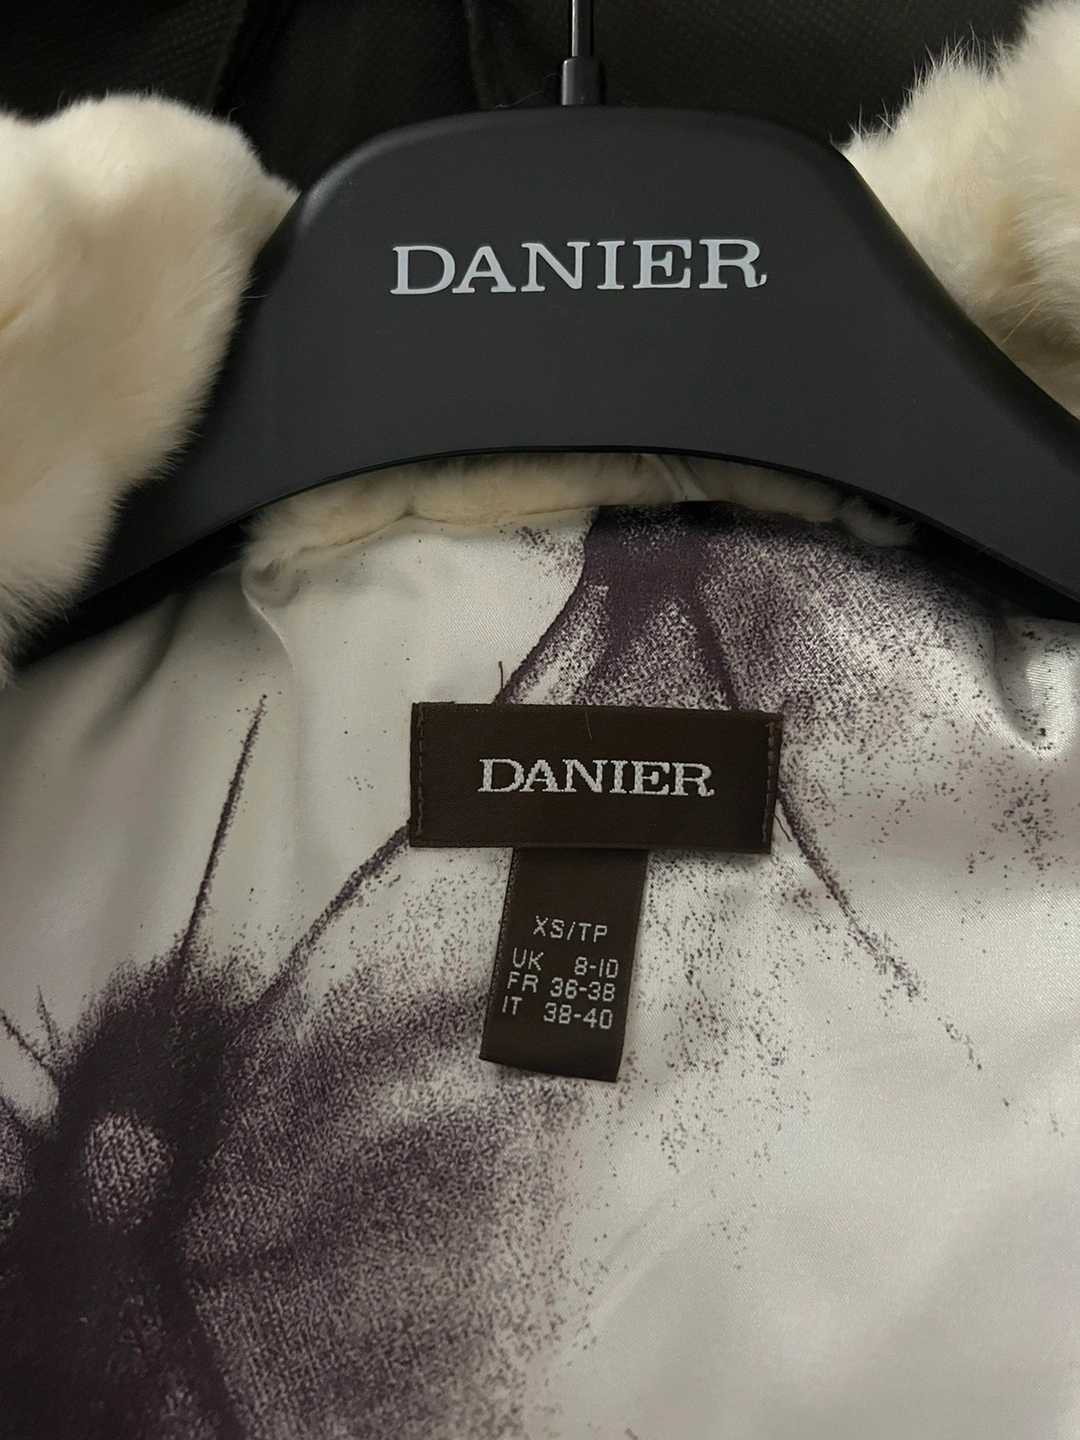 DANIER
DANIER
XS/TP
UK 8-10
FR 36-38
IT 38-40